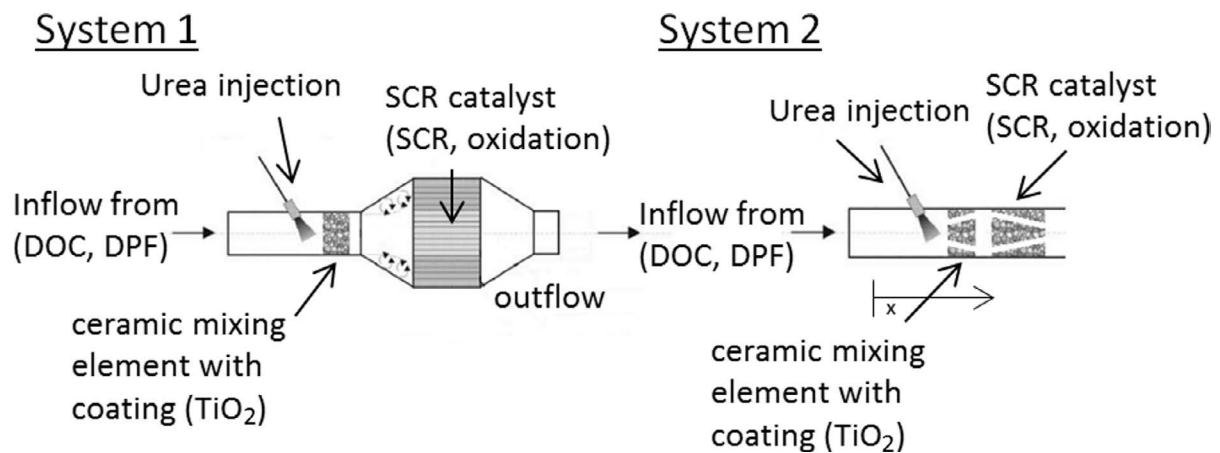 System 1
Urea injection
SCR catalyst
(SCR, oxidation)
Inflow from
(DOC, DPF)
outflow
ceramic mixing
element with
coating (TiO₂)
System 2
Urea injection
SCR catalyst
(SCR, oxidation)
Inflow from
(DOC, DPF)
x
ceramic mixing
element with
coating (TiO₂)